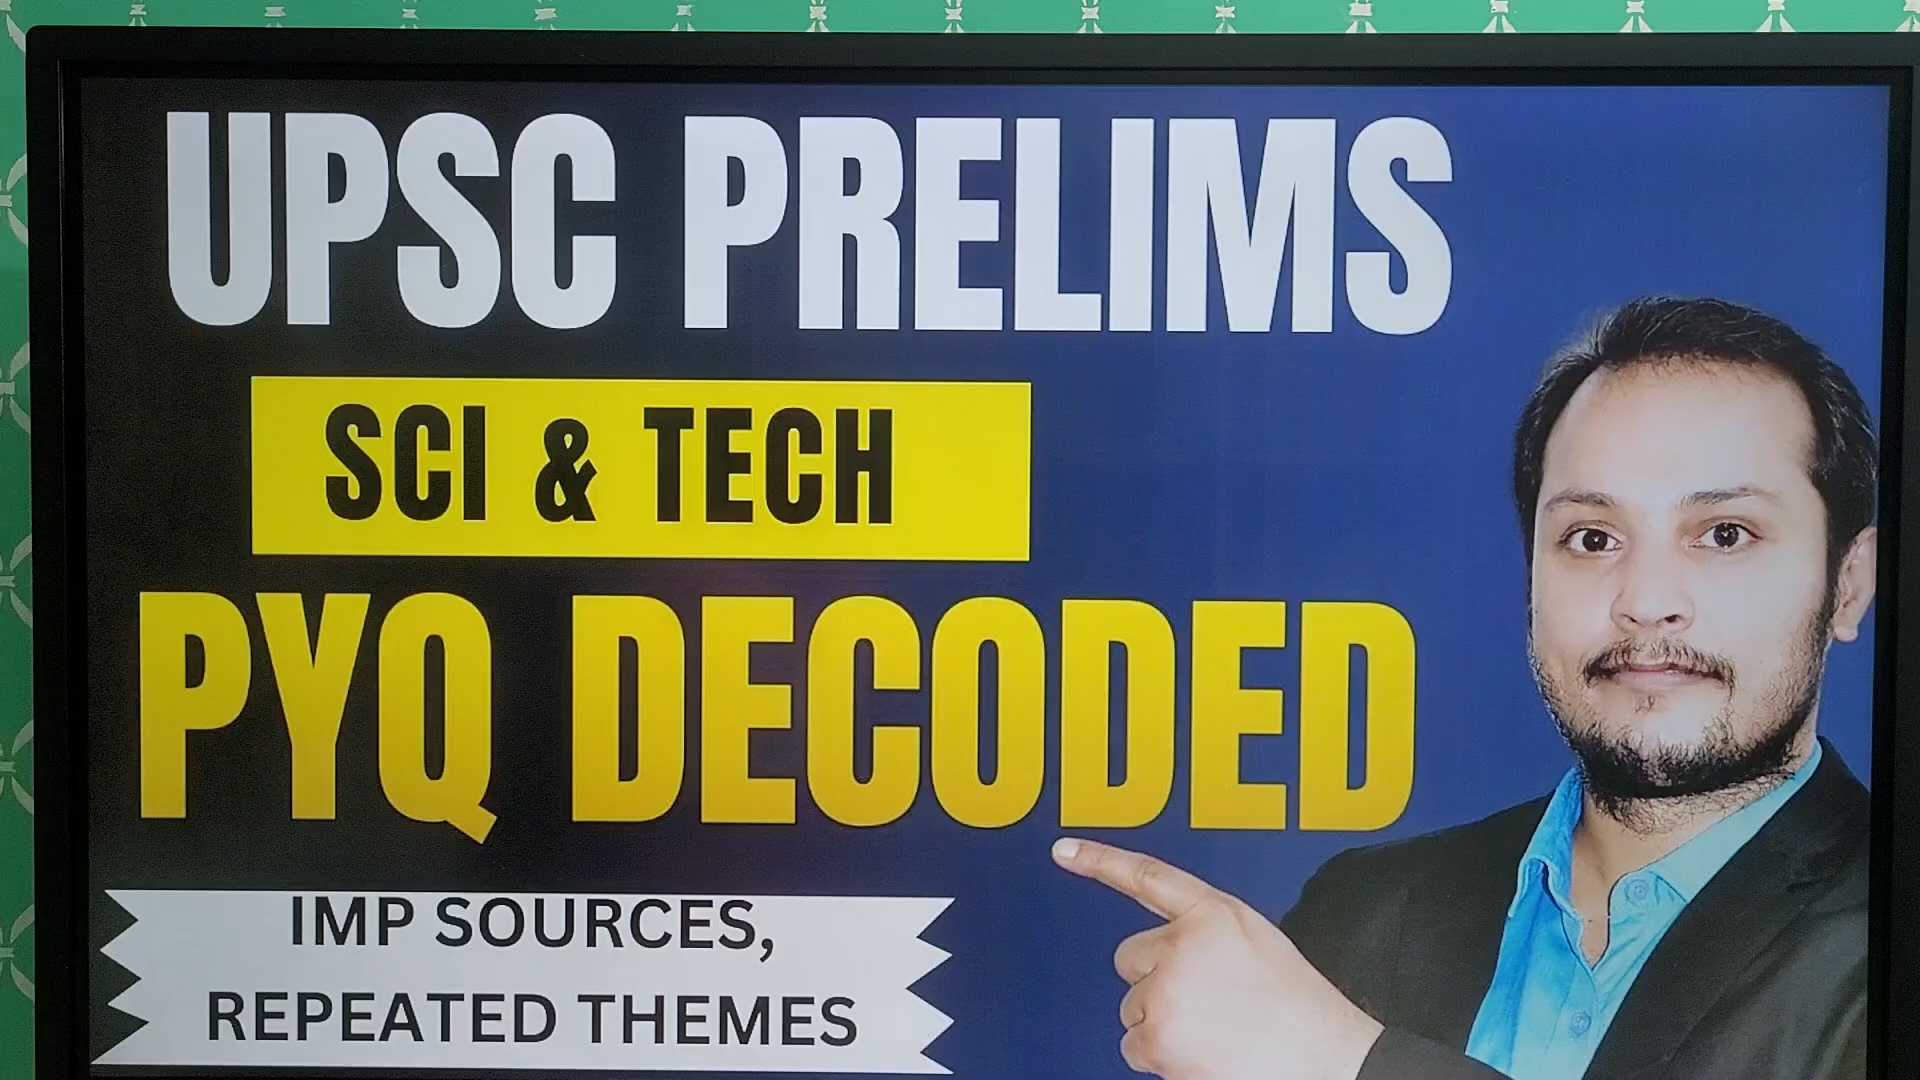 UPSC PRELIMS
SCI & TECH
PYQ DECODED
IMP SOURCES,
REPEATED THEMES